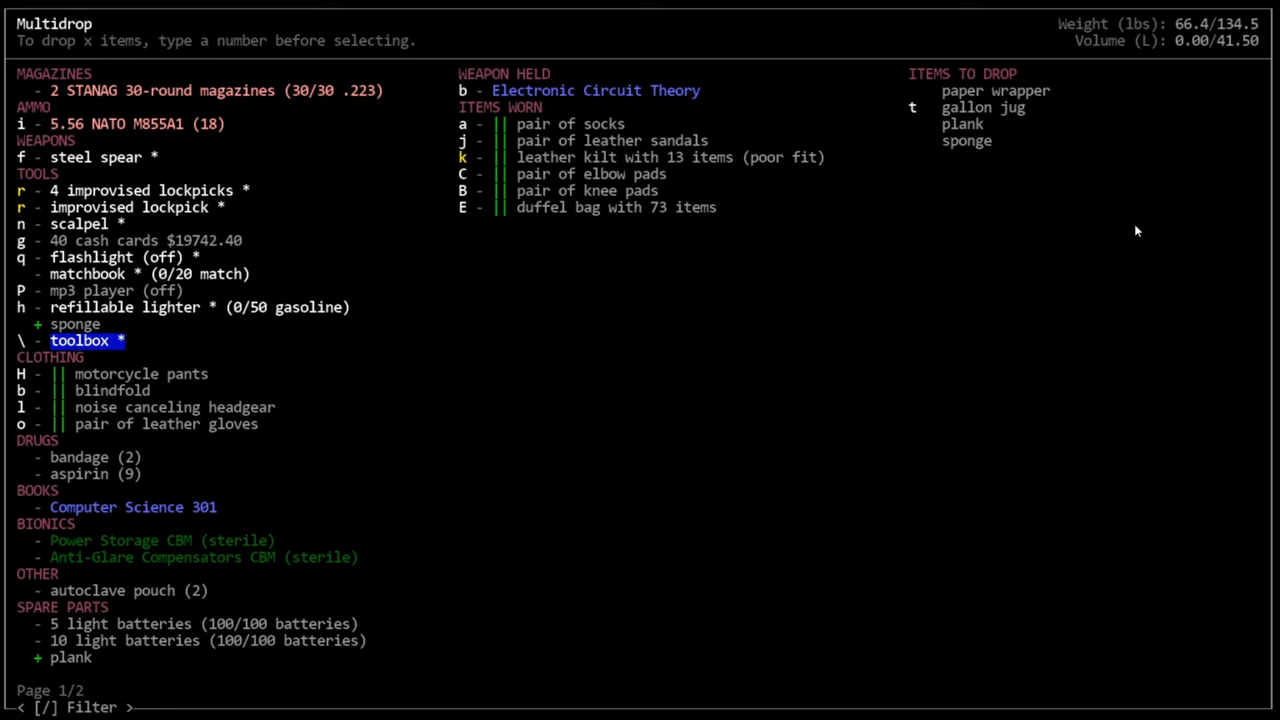 Multidrop
Weight (lbs): 66.4/134.5
To drop x items, type a number before selecting.
Volume (L): 0.00/41.50
MAGAZINES
- 2 STANAG 30-round magazines (30/30 .223)
AMMO
i - 5.56 NATO M855A1 (18)
WEAPONS
f - steel spear *
TOOLS
r - 4 improvised lockpicks *
r - improvised lockpick *
n - scalpel *
g - 40 cash cards $19742.40
q - flashlight (off) *
- matchbook * (0/20 match)
P - mp3 player (off)
h - refillable lighter * (0/50 gasoline)
+ sponge
\ - toolbox *
CLOTHING
H - || motorcycle pants
b - || blindfold
l - || noise canceling headgear
o - || pair of leather gloves
DRUGS
- bandage (2)
- aspirin (9)
BOOKS
- Computer Science 301
BIONICS
- Power Storage CBM (sterile)
- Anti-Glare Compensators CBM (sterile)
OTHER
- autoclave pouch (2)
SPARE PARTS
- 5 light batteries (100/100 batteries)
- 10 light batteries (100/100 batteries)
+ plank
WEAPON HELD
b - Electronic Circuit Theory
ITEMS WORN
a - || pair of socks
j - || pair of leather sandals
k - || leather kilt with 13 items (poor fit)
C - || pair of elbow pads
B - || pair of knee pads
E - || duffel bag with 73 items
ITEMS TO DROP
paper wrapper
t gallon jug
plank
sponge
Page 1/2
< [/] Filter >